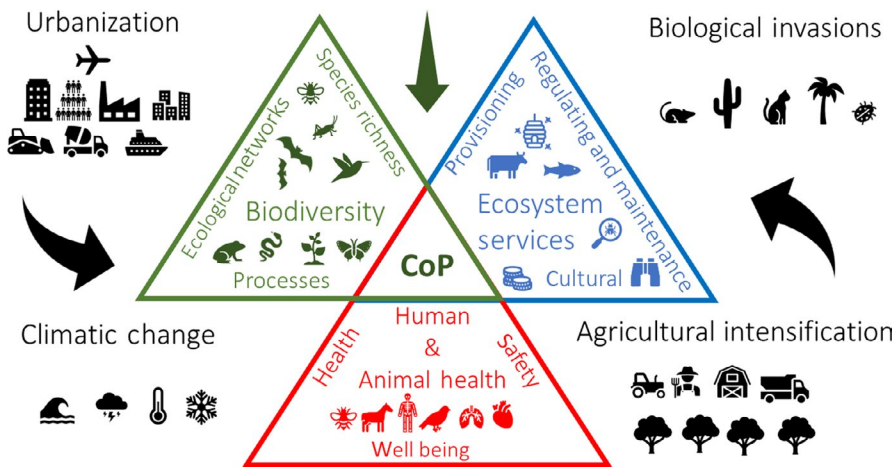 Urbanization
Biological invasions
Ecological networks
Species richness
Biodiversity
Processes
Provisioning
Regulating and maintenance
Ecosystem
services
Cultural
CoP
Climatic change
Agricultural intensification
Health
Human
&
Animal health
Safety
Well being